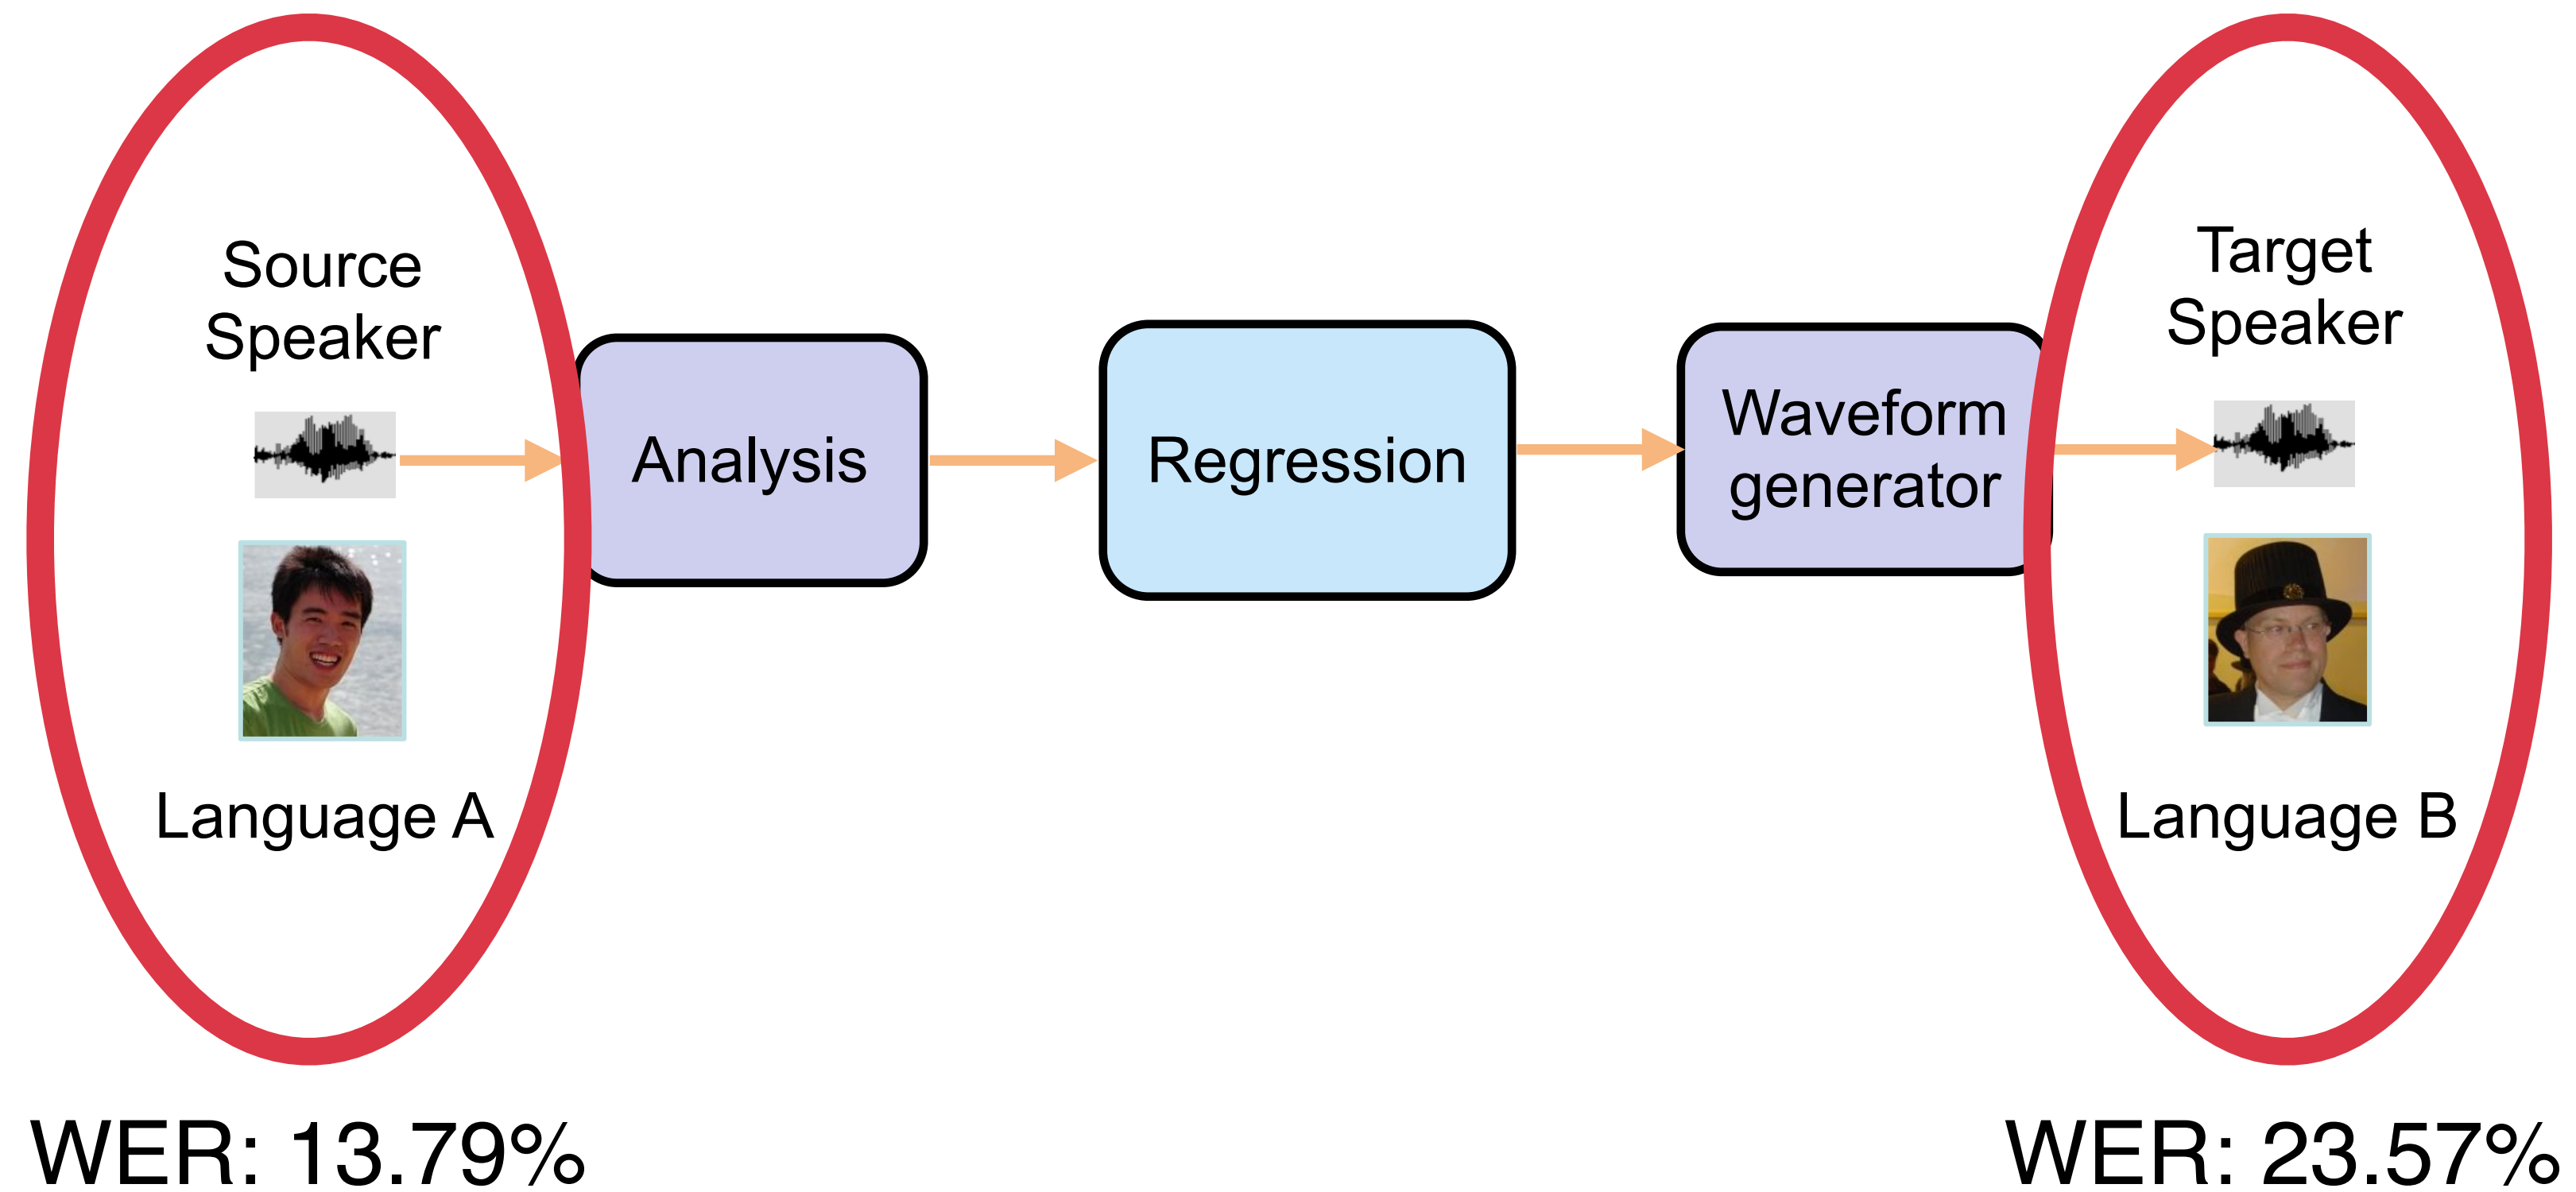 Source
Speaker
Language A
WER: 13.79%
Analysis
Regression
Waveform
generator
Target
Speaker
Language B
WER: 23.57%